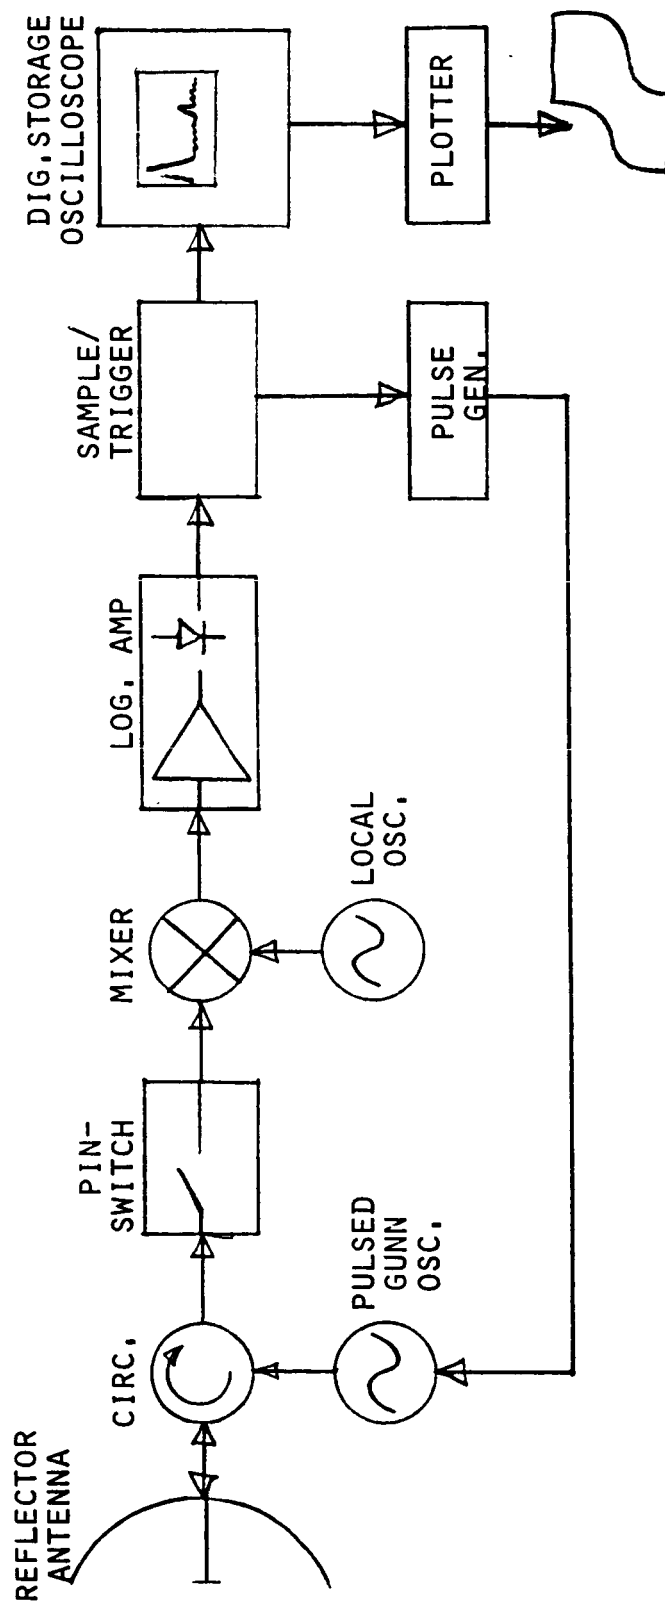 REFLECTOR
ANTENNA
CIRC.
PIN-
SWITCH
MIXER
LOG. AMP
SAMPLE/
TRIGGER
DIG.STORAGE
OSCILLOSCOPE
PULSED
GUNN
OSC.
LOCAL
OSC.
PULSE
GEN.
PLOTTER